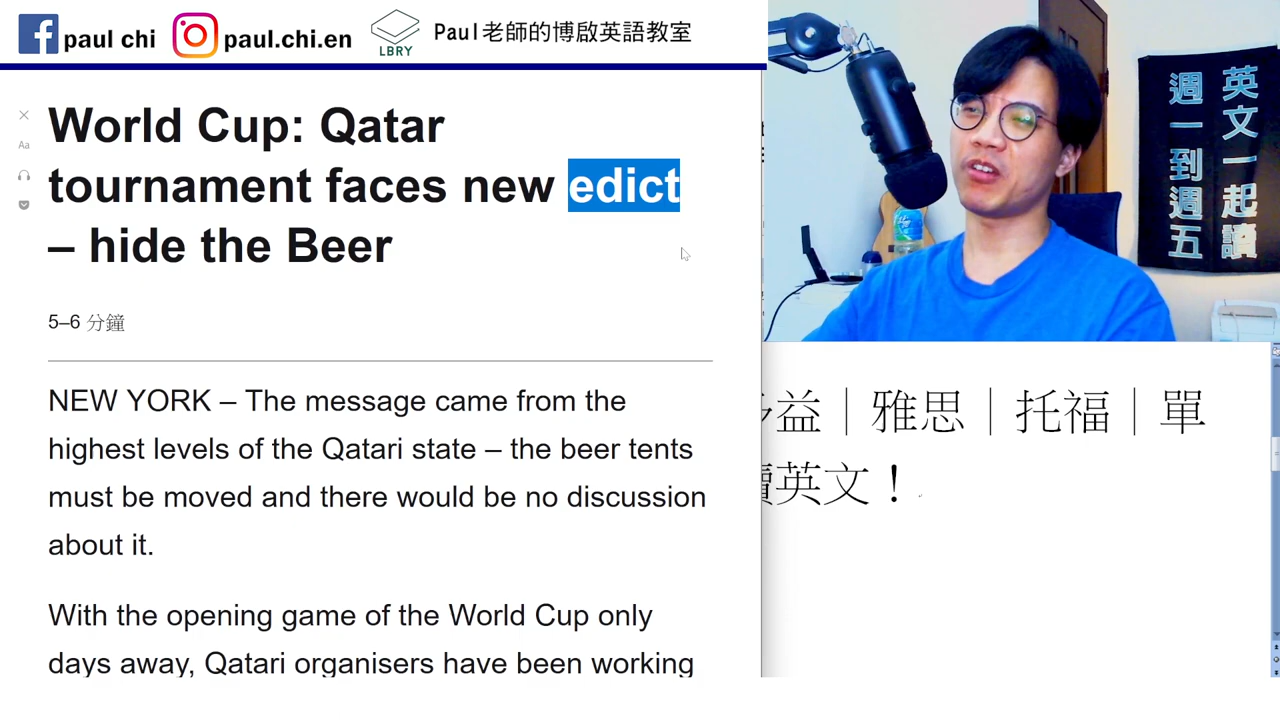 paul chi paul.chi.en LBRY Paul老師的博啟英語教室
World Cup: Qatar
tournament faces new edict
– hide the Beer
5–6 分鐘
NEW YORK – The message came from the
highest levels of the Qatari state – the beer tents
must be moved and there would be no discussion
about it.
With the opening game of the World Cup only
days away, Qatari organisers have been working
英文一起讀
週一到週五
益｜雅思｜托福｜單
英文！